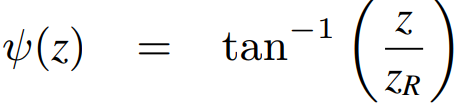 ψ(z) = tan⁻¹ (z / z_R)